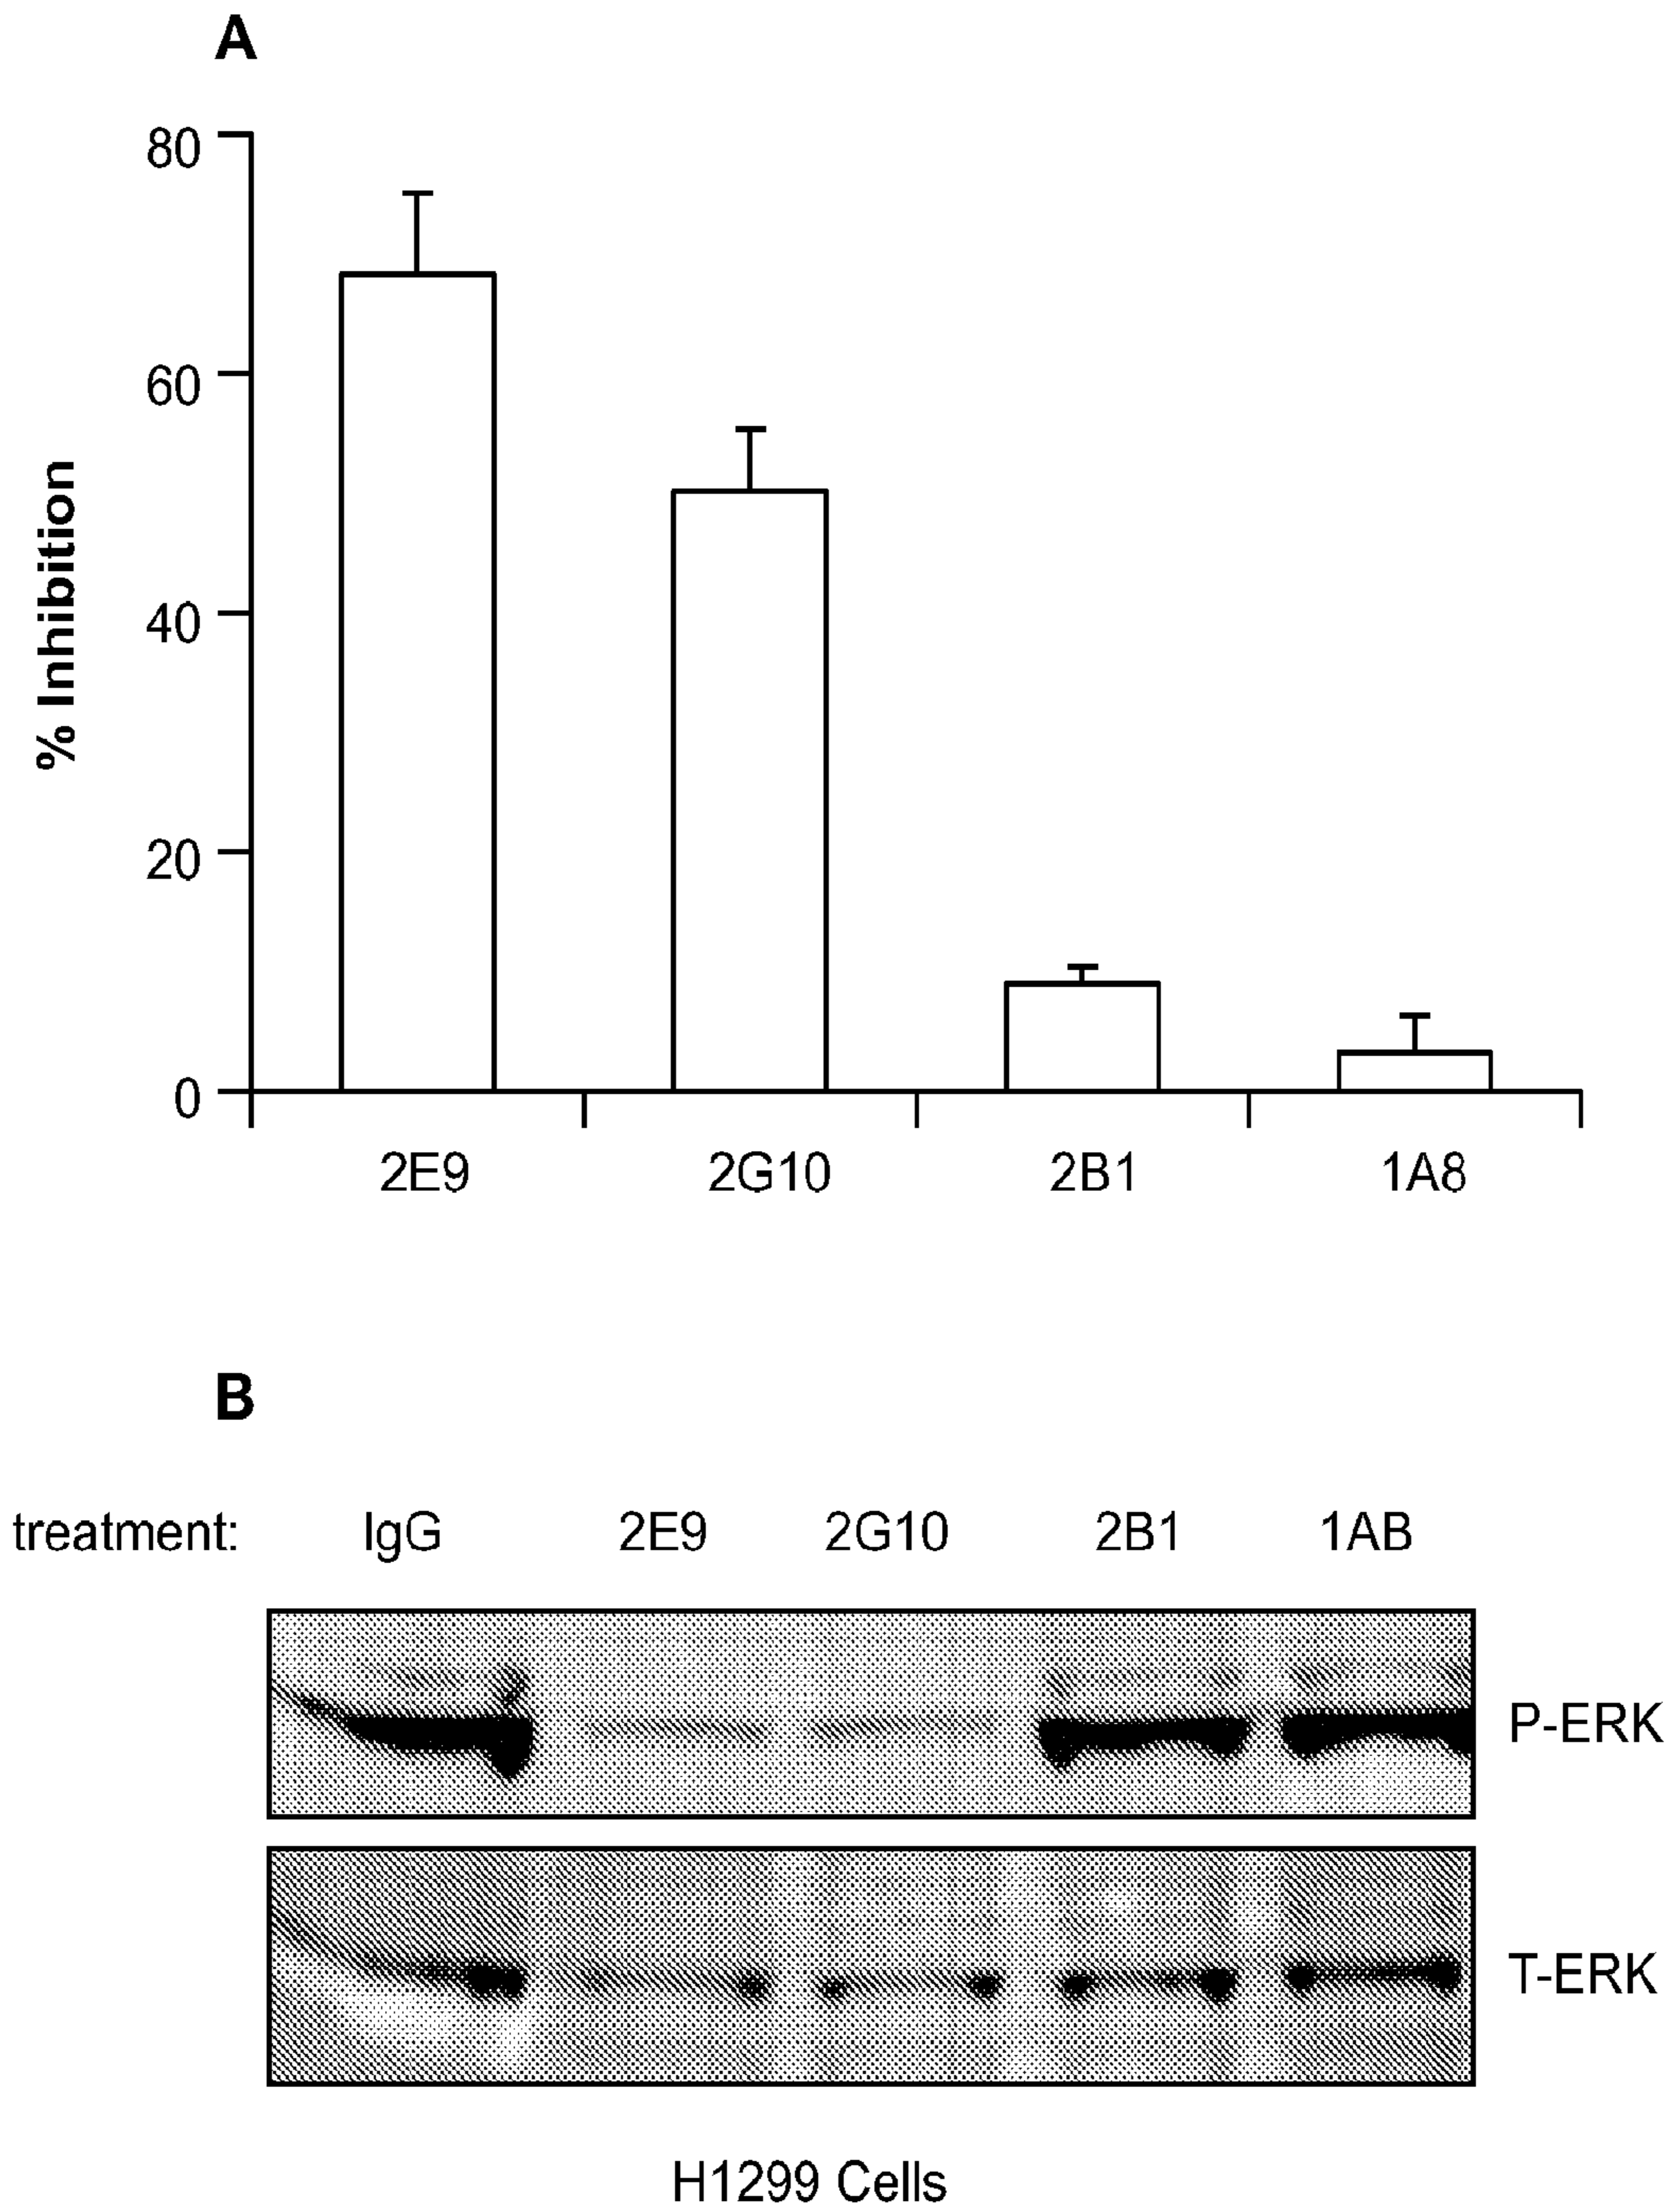 A
80
60
40
20
0
% Inhibition
2E9 2G10 2B1 1A8
B
treatment: IgG 2E9 2G10 2B1 1AB
P-ERK
T-ERK
H1299 Cells